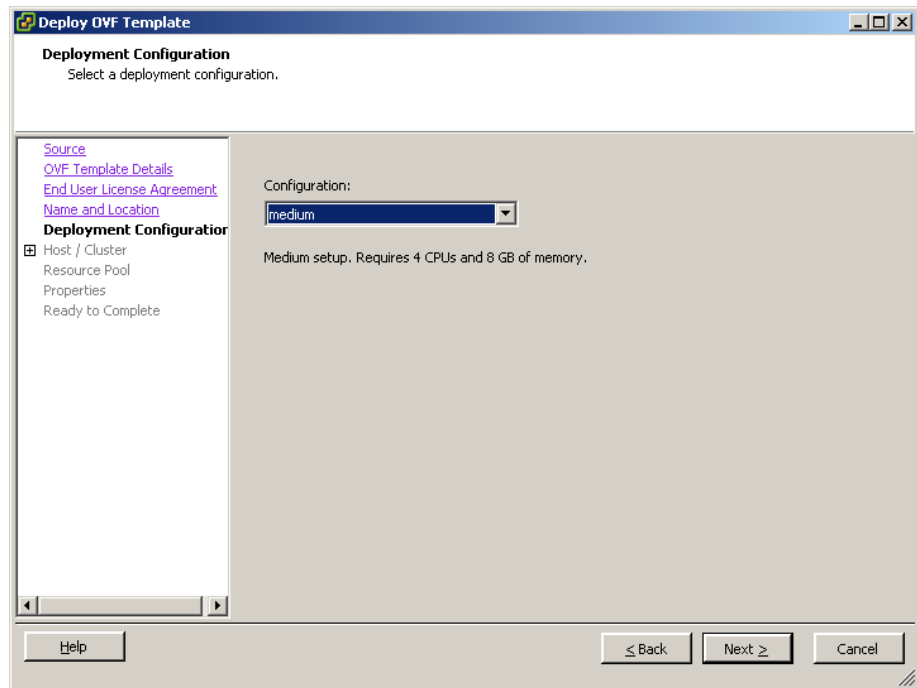 Deploy OVF Template
Deployment Configuration
Select a deployment configuration.
Source
OVF Template Details
End User License Agreement
Name and Location
Deployment Configuration
Host / Cluster
Resource Pool
Properties
Ready to Complete
Configuration:
medium
Medium setup. Requires 4 CPUs and 8 GB of memory.
Help
≤ Back
Next ≥
Cancel